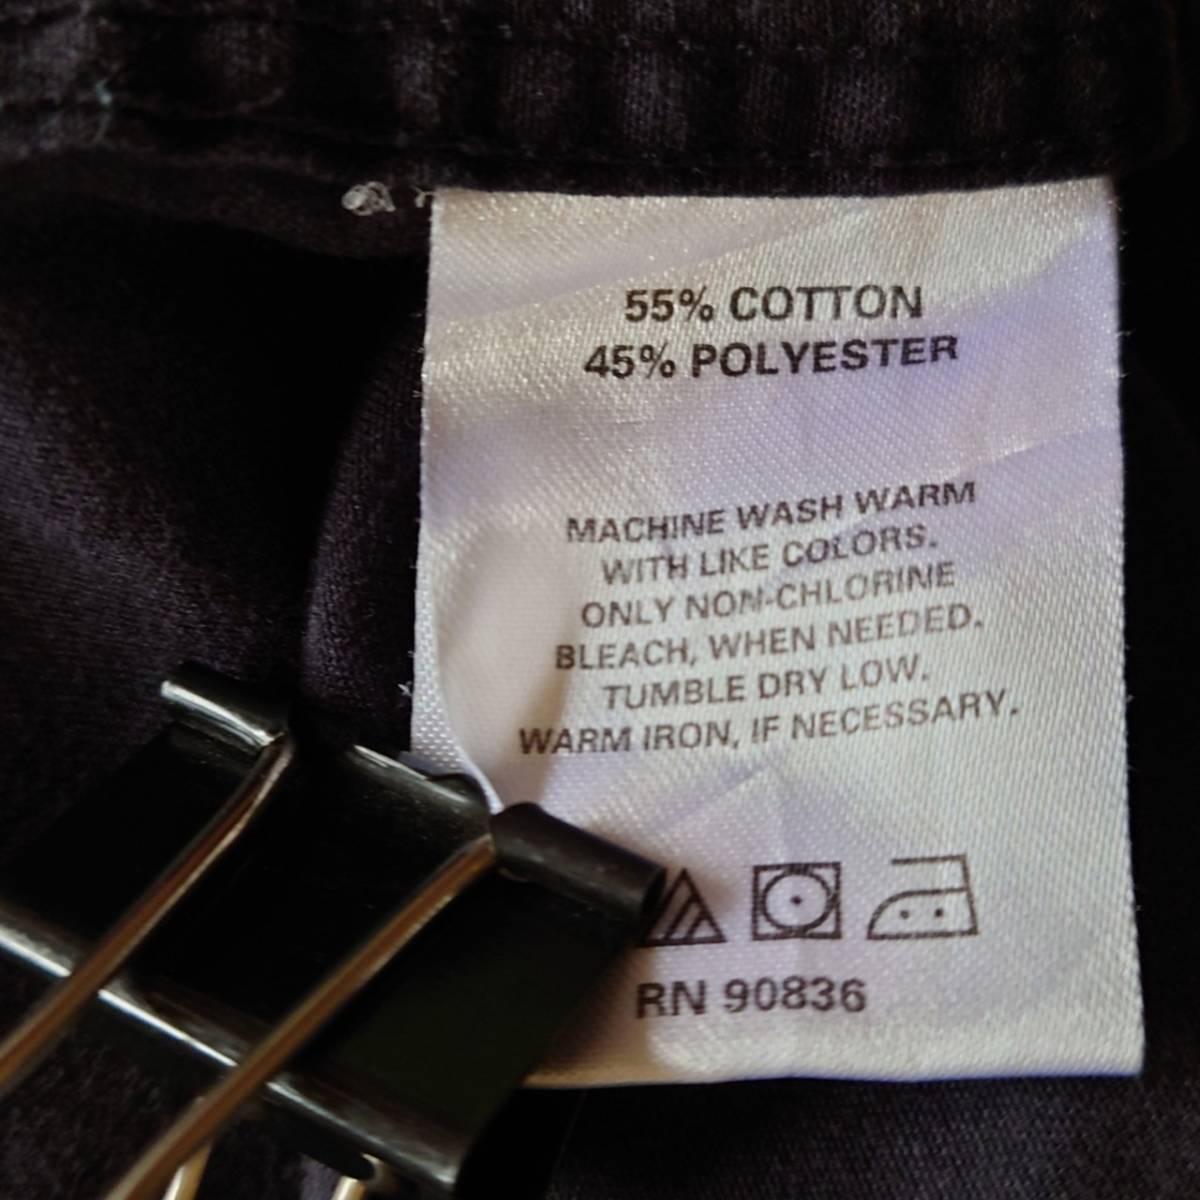 55% COTTON
45% POLYESTER
MACHINE WASH WARM
WITH LIKE COLORS.
ONLY NON-CHLORINE
BLEACH, WHEN NEEDED.
TUMBLE DRY LOW.
WARM IRON, IF NECESSARY.
RN 90836